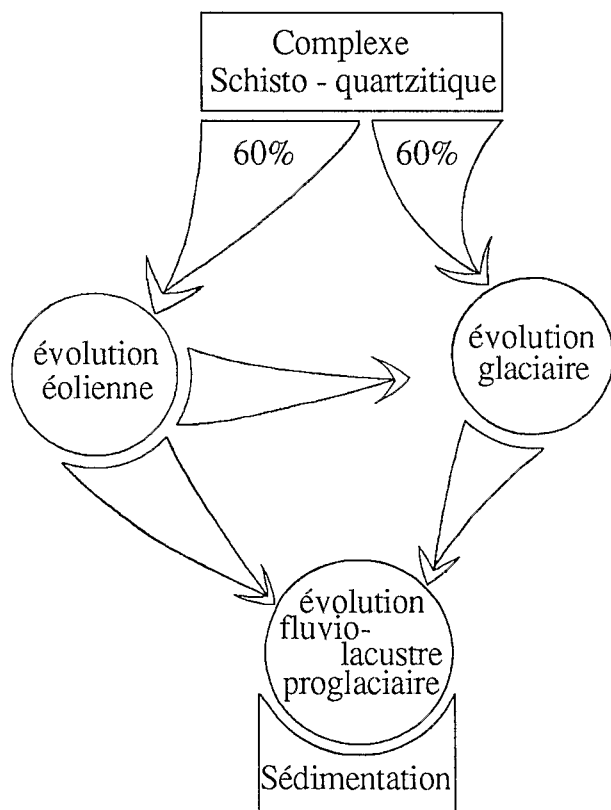 Complexe
Schisto - quartzitique
60%
60%
évolution
éolienne
évolution
glaciaire
évolution
fluvio-
lacustre
proglaciaire
Sédimentation